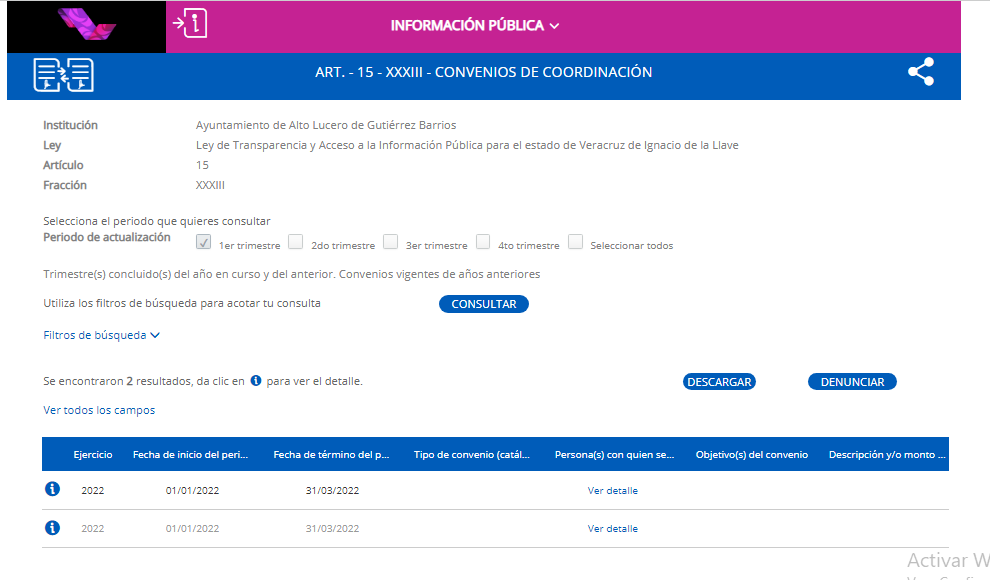 INFORMACIÓN PÚBLICA
ART. - 15 - XXXIII - CONVENIOS DE COORDINACIÓN
Institución Ayuntamiento de Alto Lucero de Gutiérrez Barrios
Ley Ley de Transparencia y Acceso a la Información Pública para el estado de Veracruz de Ignacio de la Llave
Artículo 15
Fracción XXXIII
Selecciona el periodo que quieres consultar
Periodo de actualización 1er trimestre 2do trimestre 3er trimestre 4to trimestre Seleccionar todos
Trimestre(s) concluido(s) del año en curso y del anterior. Convenios vigentes de años anteriores
Utiliza los filtros de búsqueda para acotar tu consulta CONSULTAR
Filtros de búsqueda
Se encontraron 2 resultados, da clic en para ver el detalle. DESCARGAR DENUNCIAR
Ver todos los campos
Ejercicio Fecha de inicio del peri... Fecha de término del p... Tipo de convenio (catál... Persona(s) con quien se... Objetivo(s) del convenio Descripción y/o monto ...
2022 01/01/2022 31/03/2022 Ver detalle
2022 01/01/2022 31/03/2022 Ver detalle
Activar W